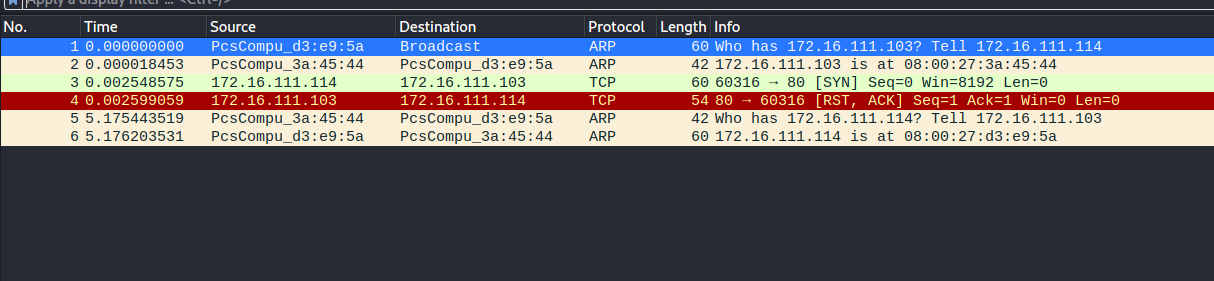 Apply a display filter ... <Ctrl-/>
No. Time Source Destination Protocol Length Info
1 0.000000000 PcsCompu_d3:e9:5a Broadcast ARP 60 Who has 172.16.111.103? Tell 172.16.111.114
2 0.000018453 PcsCompu_3a:45:44 PcsCompu_d3:e9:5a ARP 42 172.16.111.103 is at 08:00:27:3a:45:44
3 0.002548575 172.16.111.114 172.16.111.103 TCP 60 60316 → 80 [SYN] Seq=0 Win=8192 Len=0
4 0.002599059 172.16.111.103 172.16.111.114 TCP 54 80 → 60316 [RST, ACK] Seq=1 Ack=1 Win=0 Len=0
5 5.175443519 PcsCompu_3a:45:44 PcsCompu_d3:e9:5a ARP 42 Who has 172.16.111.114? Tell 172.16.111.103
6 5.176203531 PcsCompu_d3:e9:5a PcsCompu_3a:45:44 ARP 60 172.16.111.114 is at 08:00:27:d3:e9:5a